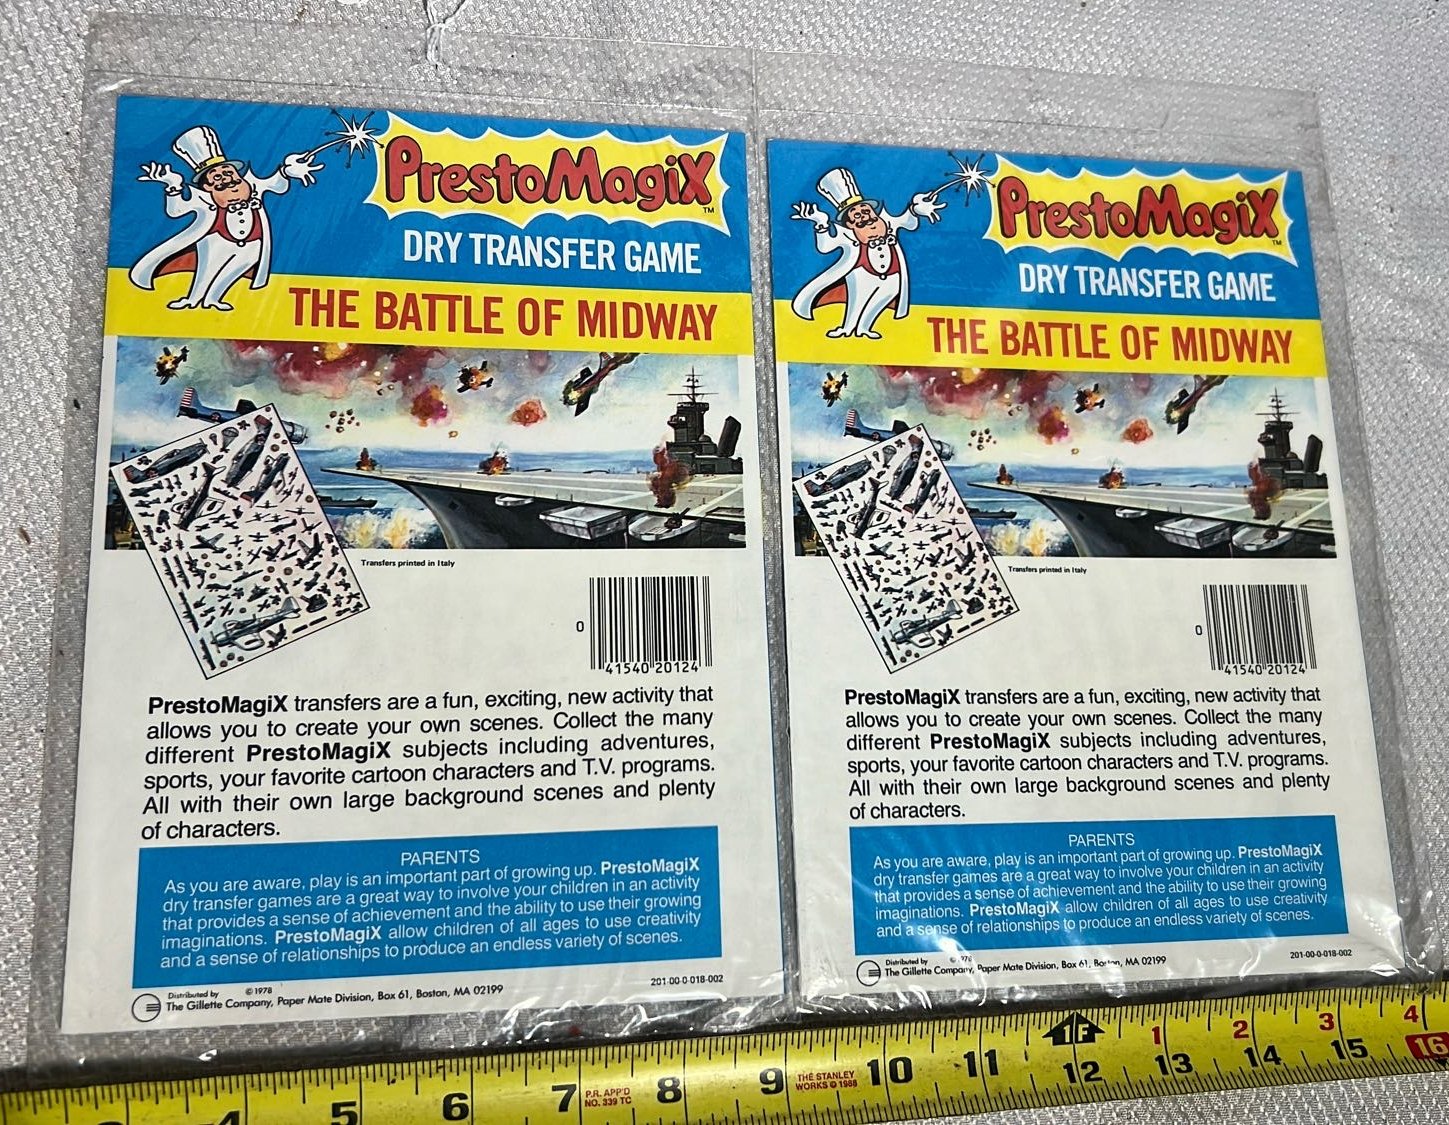 PrestoMagiX
TM
DRY TRANSFER GAME
THE BATTLE OF MIDWAY
Transfers printed in Italy
0
41540 20124
PrestoMagiX transfers are a fun, exciting, new activity that
allows you to create your own scenes. Collect the many
different PrestoMagiX subjects including adventures,
sports, your favorite cartoon characters and T.V. programs.
All with their own large background scenes and plenty
of characters.
PARENTS
As you are aware, play is an important part of growing up. PrestoMagiX
dry transfer games are a great way to involve your children in an activity
that provides a sense of achievement and the ability to use their growing
imaginations. PrestoMagiX allow children of all ages to use creativity
and a sense of relationships to produce an endless variety of scenes.
Distributed by ©1978
The Gillette Company, Paper Mate Division, Box 61, Boston, MA 02199
201-00-0-018-002
PrestoMagiX
TM
DRY TRANSFER GAME
THE BATTLE OF MIDWAY
Transfers printed in Italy
0
41540 20124
PrestoMagiX transfers are a fun, exciting, new activity that
allows you to create your own scenes. Collect the many
different PrestoMagiX subjects including adventures,
sports, your favorite cartoon characters and T.V. programs.
All with their own large background scenes and plenty
of characters.
PARENTS
As you are aware, play is an important part of growing up. PrestoMagiX
dry transfer games are a great way to involve your children in an activity
that provides a sense of achievement and the ability to use their growing
imaginations. PrestoMagiX allow children of all ages to use creativity
and a sense of relationships to produce an endless variety of scenes.
Distributed by
The Gillette Company, Paper Mate Division, Box 61, Boston, MA 02199
201-00-0-018-002
1F 1 2 3 4
4 5 6 7 8 9 10 11 12 13 14 15 16
P.R. APP'D
NO. 339 TC
THE STANLEY
WORKS © 1988